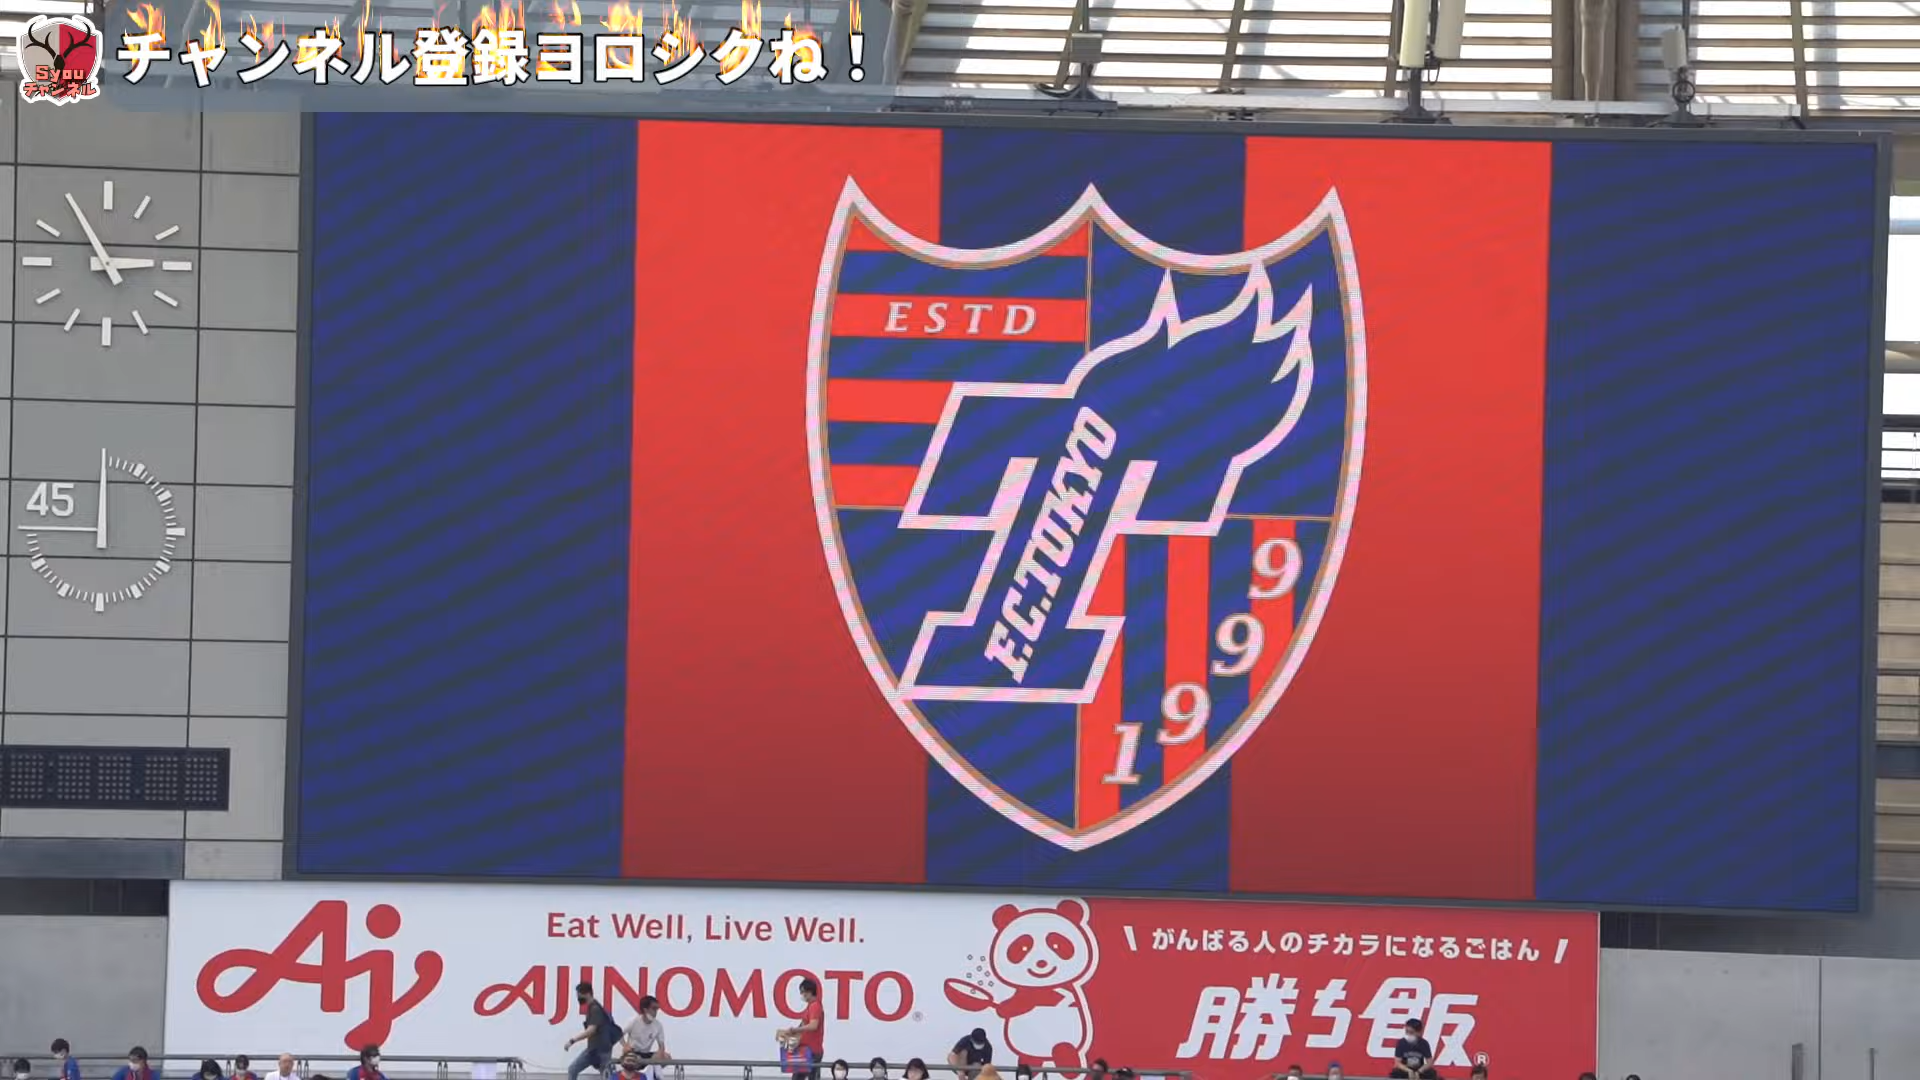 Syou
チャンネル
チャンネル登録ヨロシクね！
ESTD
F.C.TOKYO
1999
45
Aj
Eat Well, Live Well.
AJINOMOTO®
\ がんばる人のチカラになるごはん /
勝ち飯®